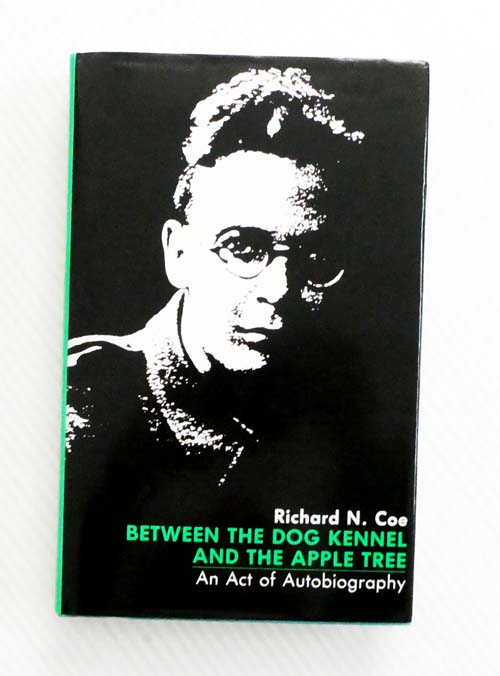 Richard N. Coe
BETWEEN THE DOG KENNEL
AND THE APPLE TREE
An Act of Autobiography